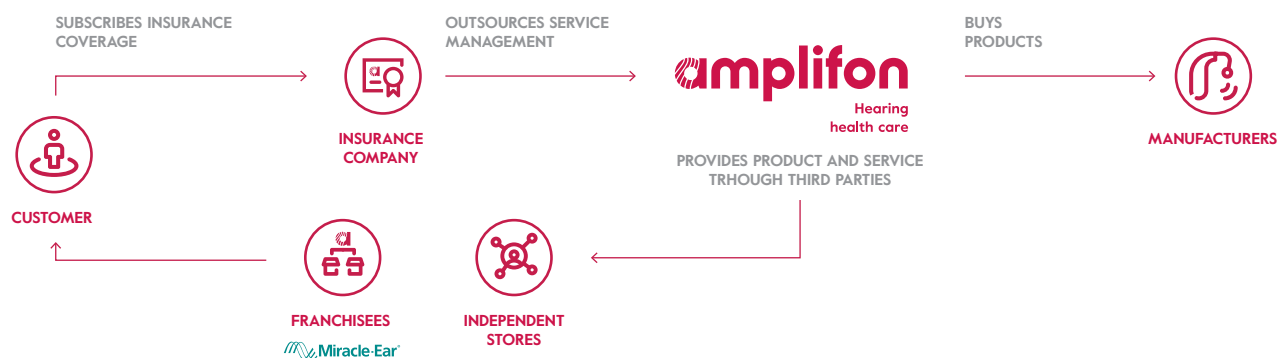 SUBSCRIBES INSURANCE
COVERAGE
OUTSOURCES SERVICE
MANAGEMENT
BUYS
PRODUCTS
amplifon
Hearing
health care
INSURANCE
COMPANY
MANUFACTURERS
PROVIDES PRODUCT AND SERVICE
TRHOUGH THIRD PARTIES
CUSTOMER
FRANCHISEES
Miracle-Ear®
INDEPENDENT
STORES